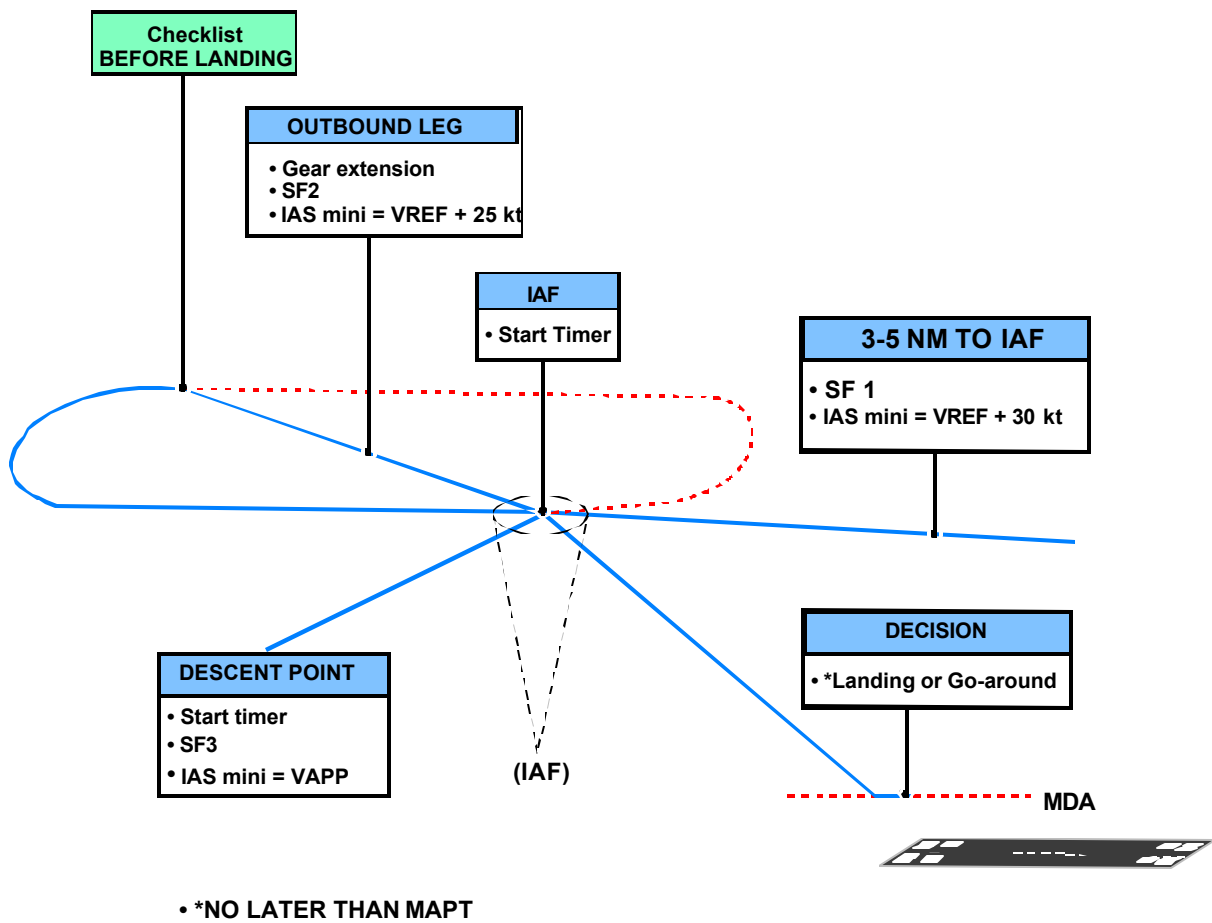 Checklist
BEFORE LANDING
OUTBOUND LEG
• Gear extension
• SF2
• IAS mini = VREF + 25 kt
IAF
• Start Timer
3-5 NM TO IAF
• SF 1
• IAS mini = VREF + 30 kt
DECISION
• *Landing or Go-around
DESCENT POINT
• Start timer
• SF3
• IAS mini = VAPP
(IAF)
MDA
• *NO LATER THAN MAPT